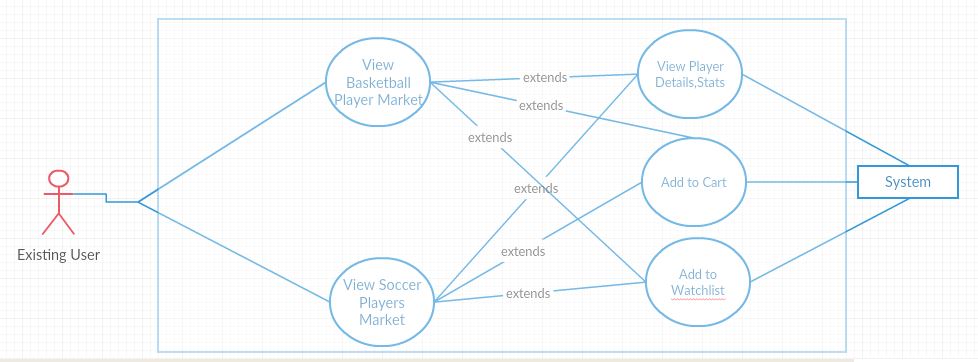 View
Basketball
Player Market
extends
View Player
Details,Stats
extends
extends
Add to Cart
System
extends
Existing User
extends
View Soccer
Players
Market
extends
Add to
Watchlist